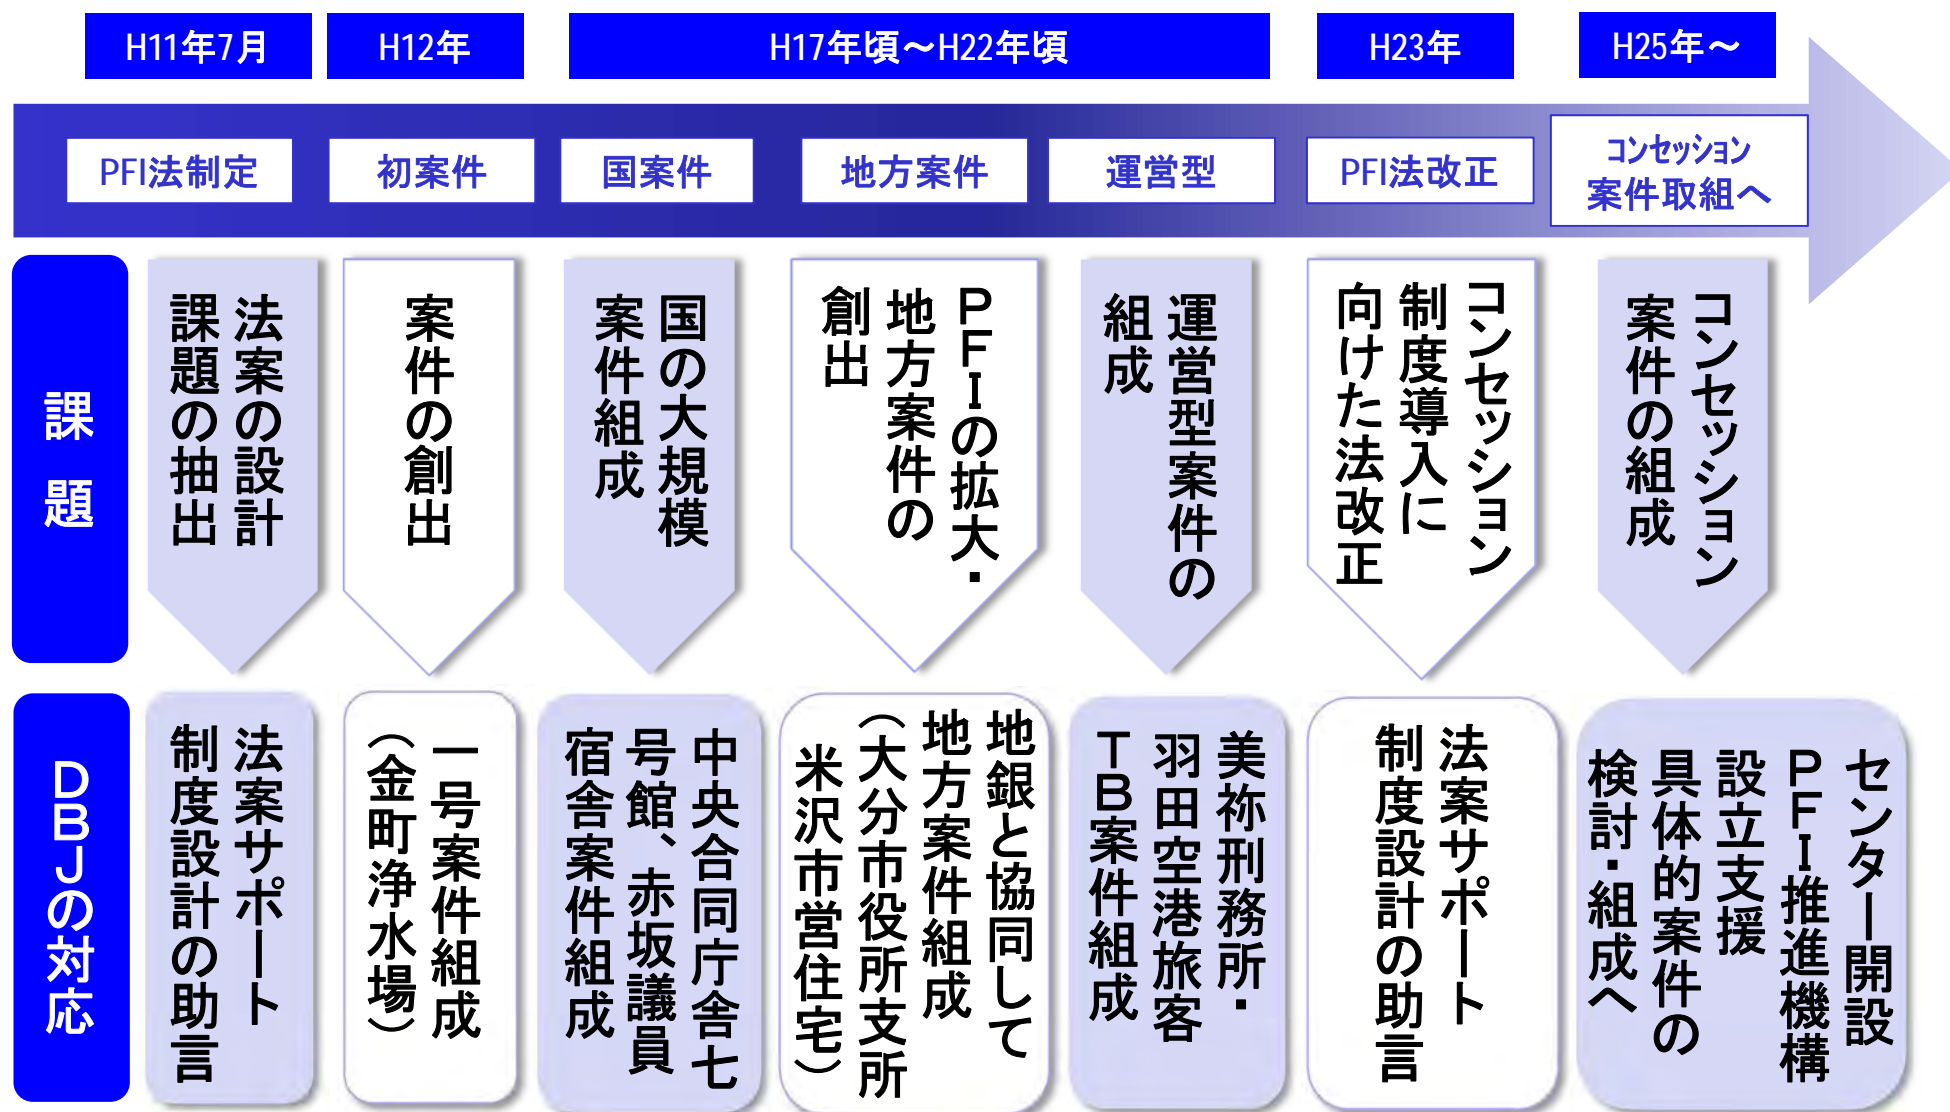 H11年7月
H12年
H17年頃～H22年頃
H23年
H25年～
PFI法制定
初案件
国案件
地方案件
運営型
PFI法改正
コンセッション
案件取組へ
課題
法案の設計
課題の抽出
案件の創出
国の大規模
案件組成
ＰＦＩの拡大・
地方案件の
創出
運営型案件の
組成
コンセッション
制度導入に
向けた法改正
コンセッション
案件の組成
ＤＢＪの対応
法案サポート
制度設計の助言
一号案件組成
（金町浄水場）
中央合同庁舎七
号館、赤坂議員
宿舎案件組成
地銀と協同して
地方案件組成
（大分市役所支所
米沢市営住宅）
美祢刑務所・
羽田空港旅客
ＴＢ案件組成
法案サポート
制度設計の助言
センター開設
ＰＦＩ推進機構
設立支援
具体的案件の
検討・組成へ